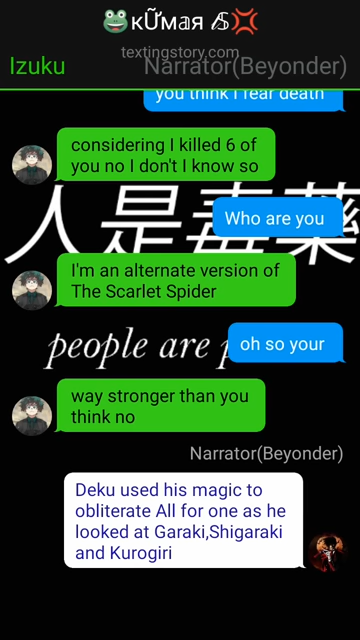 🐸кỮмαя 𝓛𝓢💢
textingstory.com
Izuku
Narrator(Beyonder)
you think I fear death
considering I killed 6 of
you no I don't I know so
人是毒藥
Who are you
I'm an alternate version of
The Scarlet Spider
people are p
oh so your
way stronger than you
think no
Narrator(Beyonder)
Deku used his magic to
obliterate All for one as he
looked at Garaki,Shigaraki
and Kurogiri